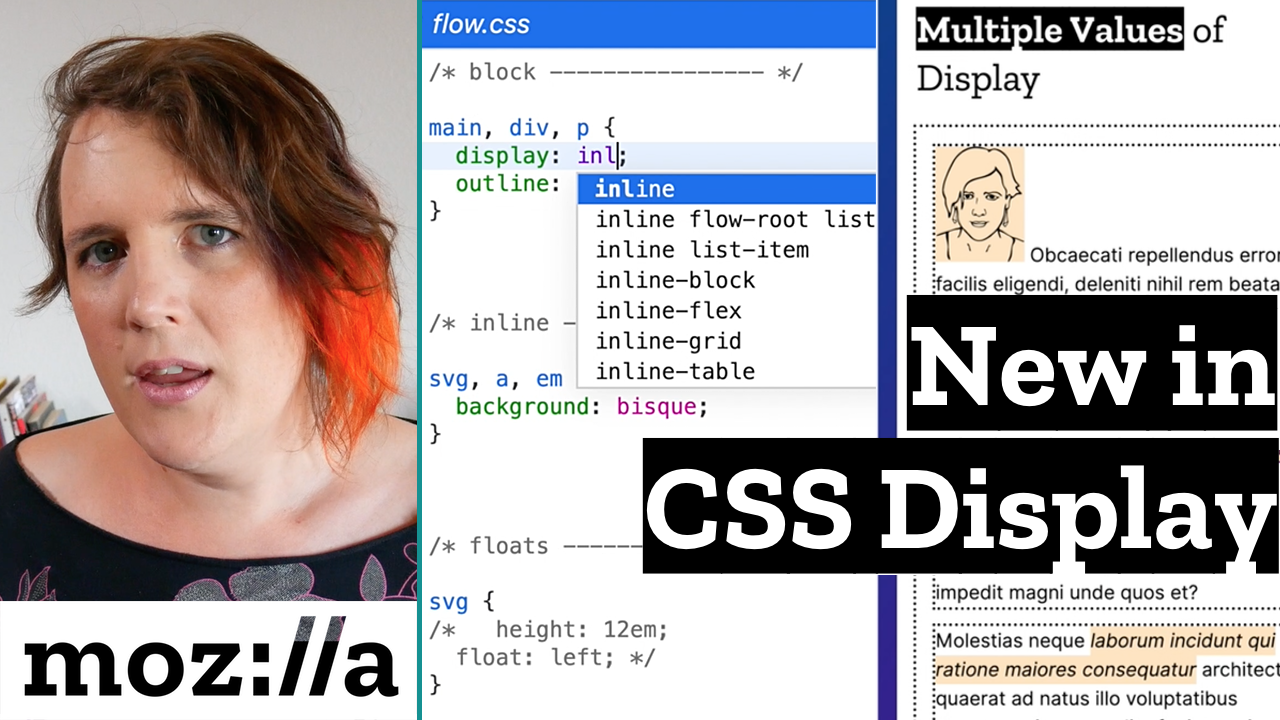 moz://a
flow.css
/* block ---------------- */
main, div, p {
display: inl;
outline:
}
inline
inline flow-root list
inline list-item
inline-block
inline-flex
inline-grid
inline-table
/* inline -
svg, a, em
background: bisque;
}
/* floats ------
svg {
/* height: 12em;
float: left; */
}
Multiple Values of
Display
Obcaecati repellendus error
facilis eligendi, deleniti nihil rem beata
New in
CSS Display
impedit magni unde quos et?
Molestias neque laborum incidunt qui
ratione maiores consequatur architect
quaerat ad natus illo voluptatibus